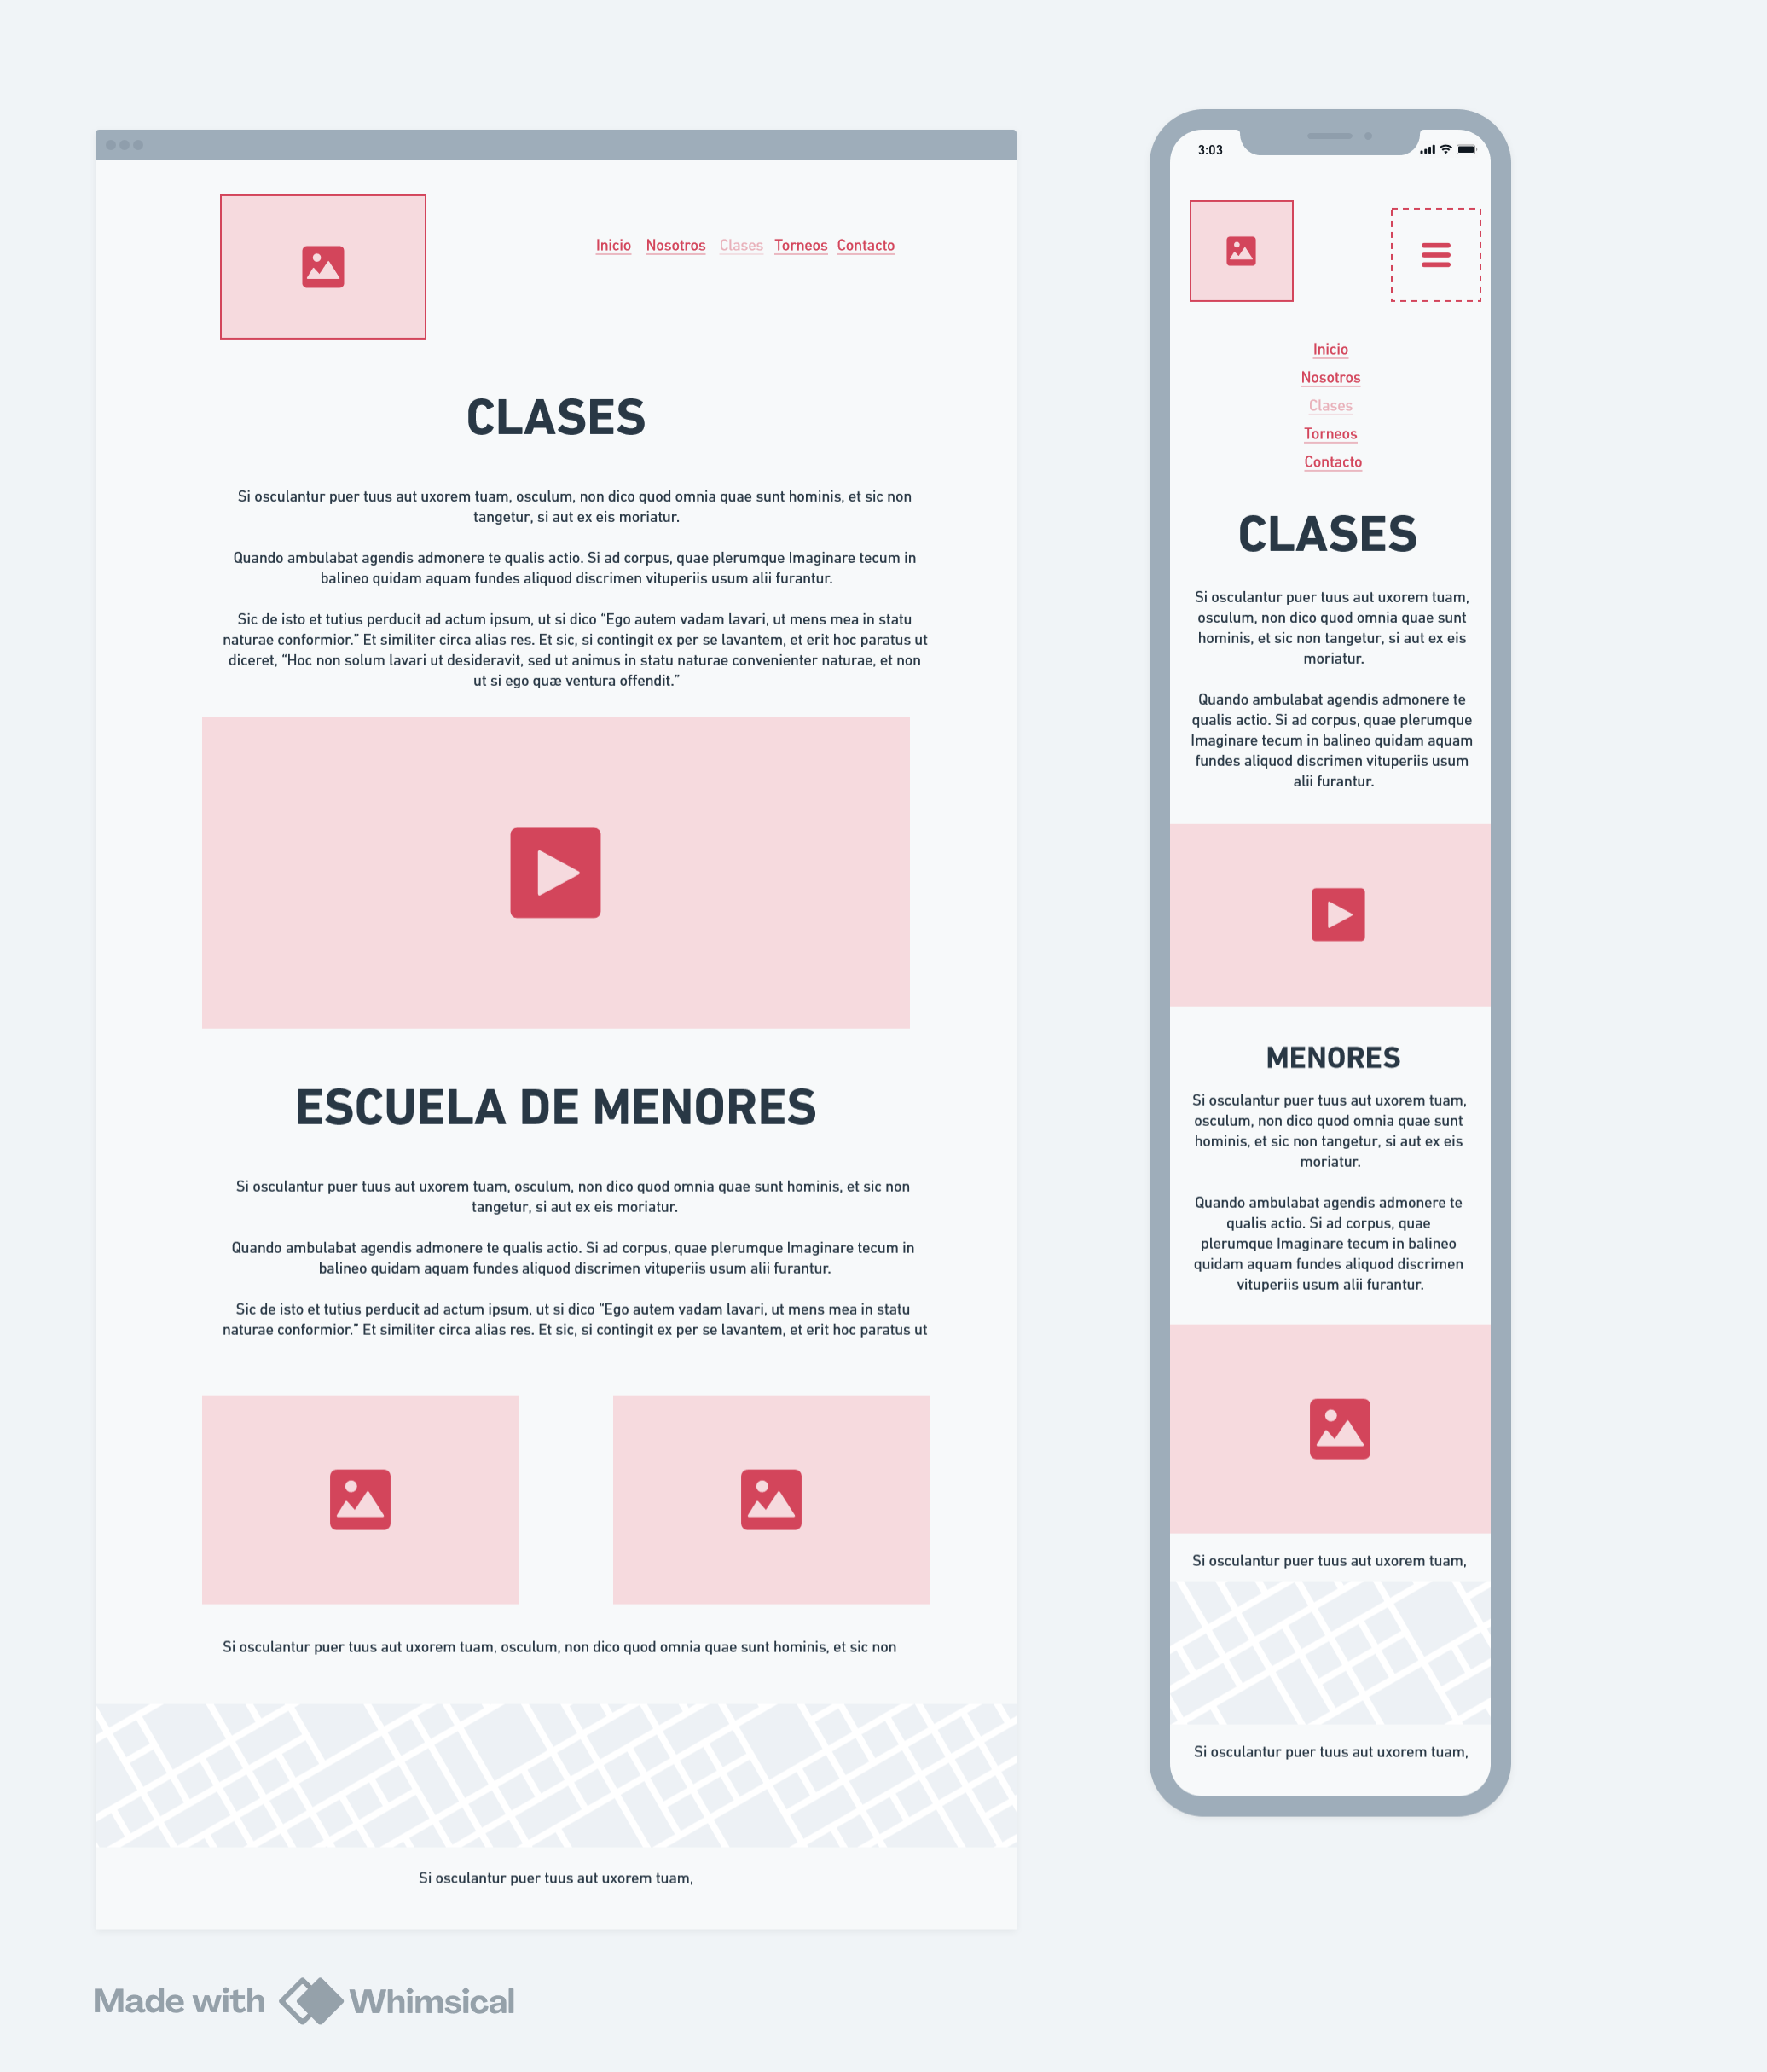 Inicio Nosotros Clases Torneos Contacto
CLASES
Si osculantur puer tuus aut uxorem tuam, osculum, non dico quod omnia quae sunt hominis, et sic non
tangetur, si aut ex eis moriatur.
Quando ambulabat agendis admonere te qualis actio. Si ad corpus, quae plerumque Imaginare tecum in
balineo quidam aquam fundes aliquod discrimen vituperiis usum alii furantur.
Sic de isto et tutius perducit ad actum ipsum, ut si dico “Ego autem vadam lavari, ut mens mea in statu
naturae conformior.” Et similiter circa alias res. Et sic, si contingit ex per se lavantem, et erit hoc paratus ut
diceret, “Hoc non solum lavari ut desideravit, sed ut animus in statu naturae convenienter naturae, et non
ut si ego quæ ventura offendit.”
ESCUELA DE MENORES
Si osculantur puer tuus aut uxorem tuam, osculum, non dico quod omnia quae sunt hominis, et sic non
tangetur, si aut ex eis moriatur.
Quando ambulabat agendis admonere te qualis actio. Si ad corpus, quae plerumque Imaginare tecum in
balineo quidam aquam fundes aliquod discrimen vituperiis usum alii furantur.
Sic de isto et tutius perducit ad actum ipsum, ut si dico “Ego autem vadam lavari, ut mens mea in statu
naturae conformior.” Et similiter circa alias res. Et sic, si contingit ex per se lavantem, et erit hoc paratus ut
Si osculantur puer tuus aut uxorem tuam, osculum, non dico quod omnia quae sunt hominis, et sic non
Si osculantur puer tuus aut uxorem tuam,
3:03
Inicio
Nosotros
Clases
Torneos
Contacto
CLASES
Si osculantur puer tuus aut uxorem tuam,
osculum, non dico quod omnia quae sunt
hominis, et sic non tangetur, si aut ex eis
moriatur.
Quando ambulabat agendis admonere te
qualis actio. Si ad corpus, quae plerumque
Imaginare tecum in balineo quidam aquam
fundes aliquod discrimen vituperiis usum
alii furantur.
MENORES
Si osculantur puer tuus aut uxorem tuam,
osculum, non dico quod omnia quae sunt
hominis, et sic non tangetur, si aut ex eis
moriatur.
Quando ambulabat agendis admonere te
qualis actio. Si ad corpus, quae
plerumque Imaginare tecum in balineo
quidam aquam fundes aliquod discrimen
vituperiis usum alii furantur.
Si osculantur puer tuus aut uxorem tuam,
Si osculantur puer tuus aut uxorem tuam,
Made with Whimsical